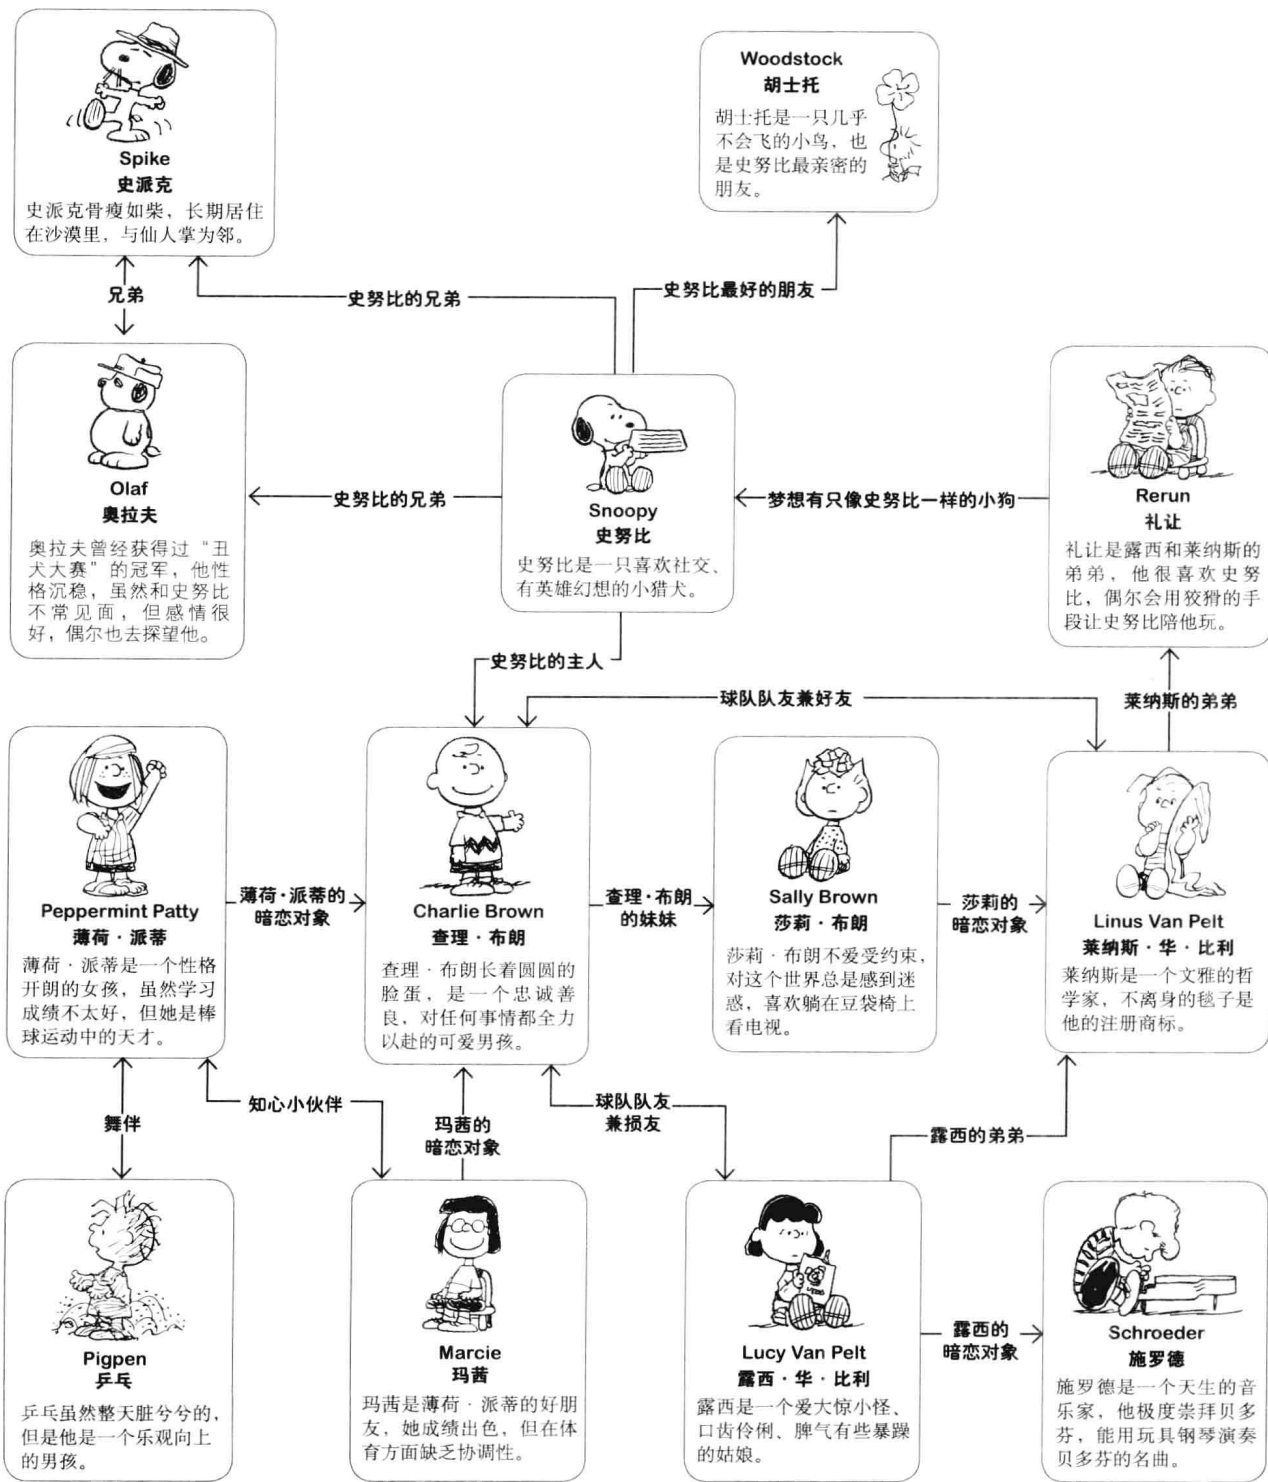 Spike
史派克
史派克骨瘦如柴，长期居住
在沙漠里，与仙人掌为邻。
Woodstock
胡士托
胡士托是一只几乎
不会飞的小鸟，也
是史努比最亲密的
朋友。
兄弟
史努比的兄弟
史努比最好的朋友
Olaf
奥拉夫
奥拉夫曾经获得过“丑
犬大赛”的冠军，他性
格沉稳，虽然和史努比
不常见面，但感情很
好，偶尔也去探望他。
史努比的兄弟
Snoopy
史努比
史努比是一只喜欢社交、
有英雄幻想的小猎犬。
梦想有只像史努比一样的小狗
Rerun
礼让
礼让是露西和莱纳斯的
弟弟，他很喜欢史努
比，偶尔会用狡猾的手
段让史努比陪他玩。
史努比的主人
球队队友兼好友
莱纳斯的弟弟
Peppermint Patty
薄荷·派蒂
薄荷·派蒂是一个性格
开朗的女孩，虽然学习
成绩不太好，但她是棒
球运动中的天才。
薄荷·派蒂的
暗恋对象
Charlie Brown
查理·布朗
查理·布朗长着圆圆的
脸蛋，是一个忠诚善
良，对任何事情都全力
以赴的可爱男孩。
查理·布朗
的妹妹
Sally Brown
莎莉·布朗
莎莉·布朗不爱受约束，
对这个世界总是感到迷
惑，喜欢躺在豆袋椅上
看电视。
莎莉的
暗恋对象
Linus Van Pelt
莱纳斯·华·比利
莱纳斯是一个文雅的哲
学家，不离身的毯子是
他的注册商标。
舞伴
知心小伙伴
玛茜的
暗恋对象
球队队友
兼损友
露西的弟弟
Pigpen
乒乓
乒乓虽然整天脏兮兮的，
但是他是一个乐观向上
的男孩。
Marcie
玛茜
玛茜是薄荷·派蒂的好朋
友，她成绩出色，但在体
育方面缺乏协调性。
Lucy Van Pelt
露西·华·比利
露西是一个爱大惊小怪、
口齿伶俐、脾气有些暴躁
的姑娘。
露西的
暗恋对象
Schroeder
施罗德
施罗德是一个天生的音
乐家，他极度崇拜贝多
芬，能用玩具钢琴演奏
贝多芬的名曲。